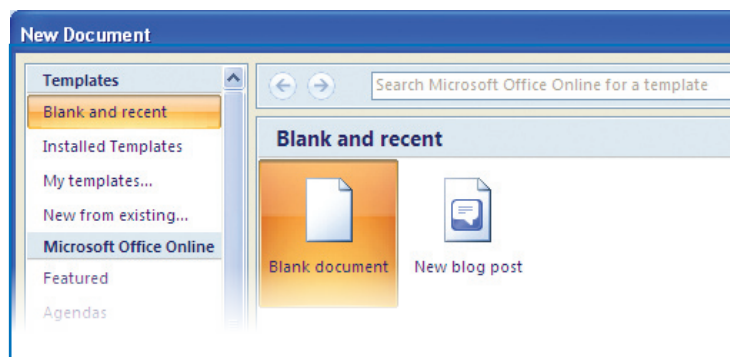 New Document
Templates
Blank and recent
Installed Templates
My templates...
New from existing...
Microsoft Office Online
Featured
Agendas
Search Microsoft Office Online for a template
Blank and recent
Blank document
New blog post